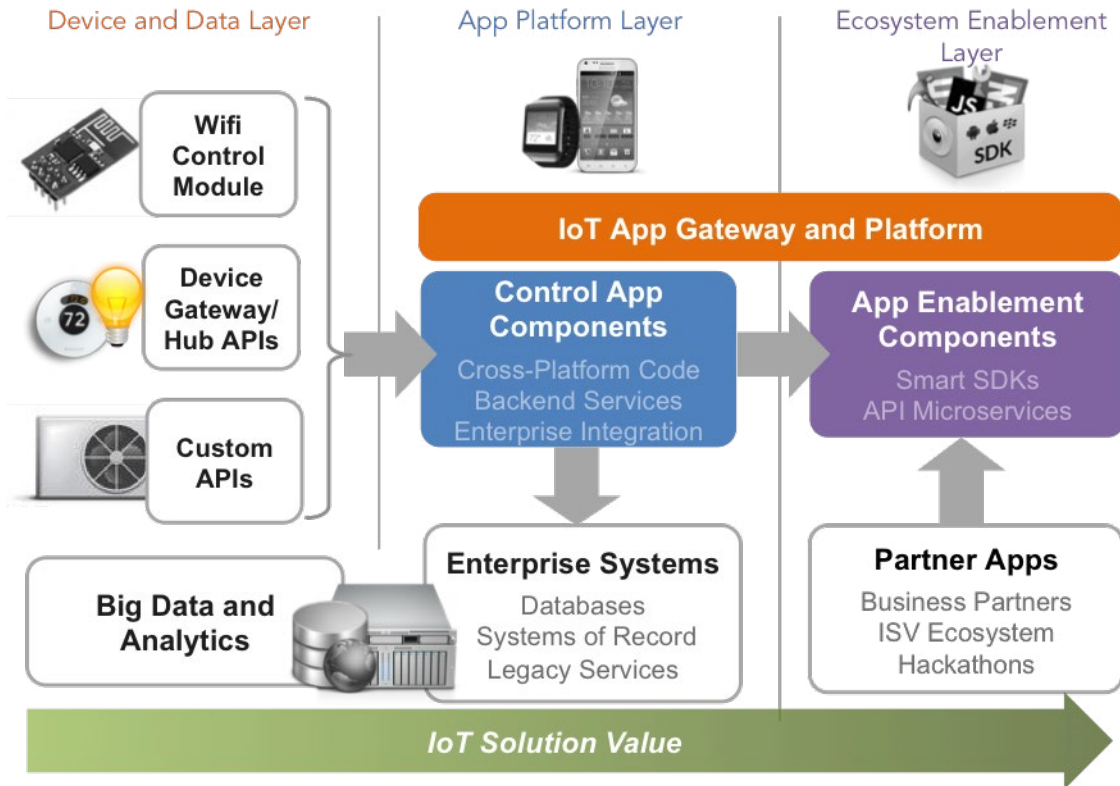 Device and Data Layer
App Platform Layer
Ecosystem Enablement
Layer
JS
SDK
Wifi
Control
Module
IoT App Gateway and Platform
Device
Gateway/
Hub APIs
72
Control App
Components
Cross-Platform Code
Backend Services
Enterprise Integration
App Enablement
Components
Smart SDKs
API Microservices
Custom
APIs
Big Data and
Analytics
Enterprise Systems
Databases
Systems of Record
Legacy Services
Partner Apps
Business Partners
ISV Ecosystem
Hackathons
IoT Solution Value